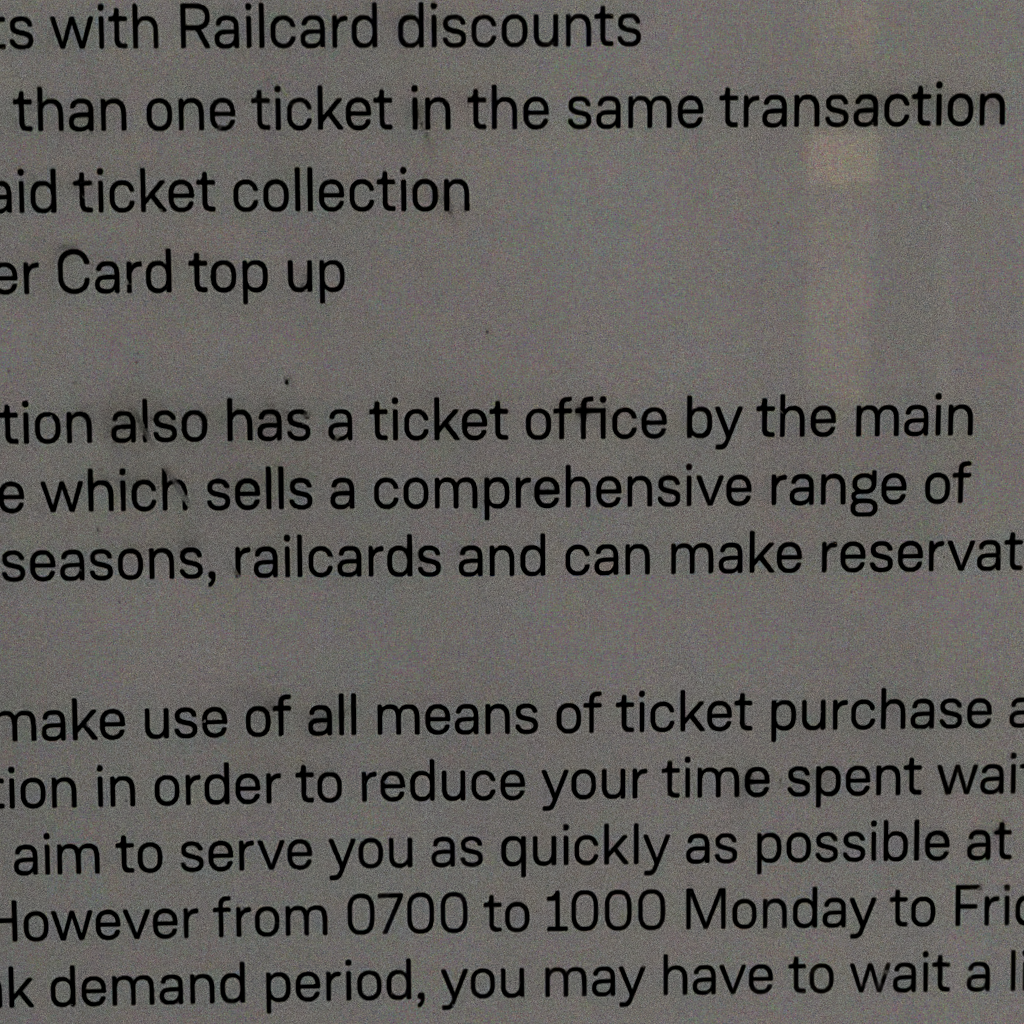 ts with Railcard discounts
than one ticket in the same transaction
aid ticket collection
er Card top up
tion also has a ticket office by the main
e which sells a comprehensive range of
seasons, railcards and can make reservat
make use of all means of ticket purchase a
tion in order to reduce your time spent wait
aim to serve you as quickly as possible at
However from 0700 to 1000 Monday to Frid
ak demand period, you may have to wait a li